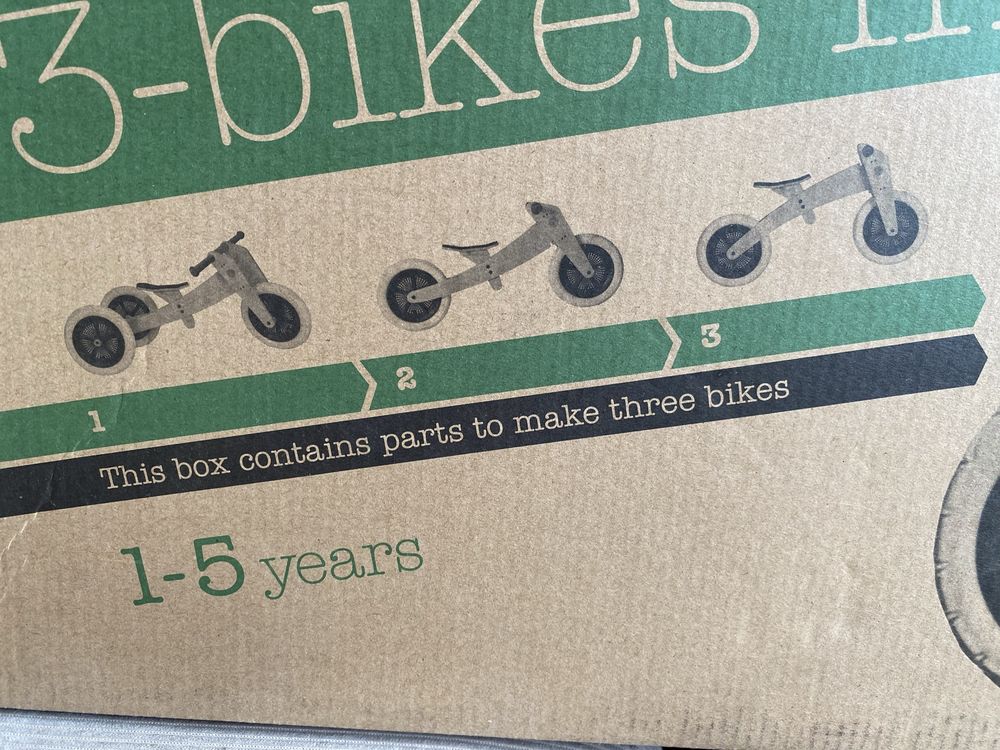 3-bikes
1 2 3
This box contains parts to make three bikes
1-5 years